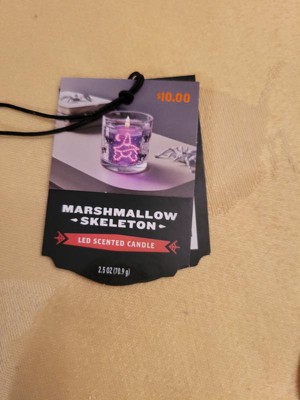 $10.00
MARSHMALLOW
SKELETON
LED SCENTED CANDLE
2.5 OZ (70.9 g)